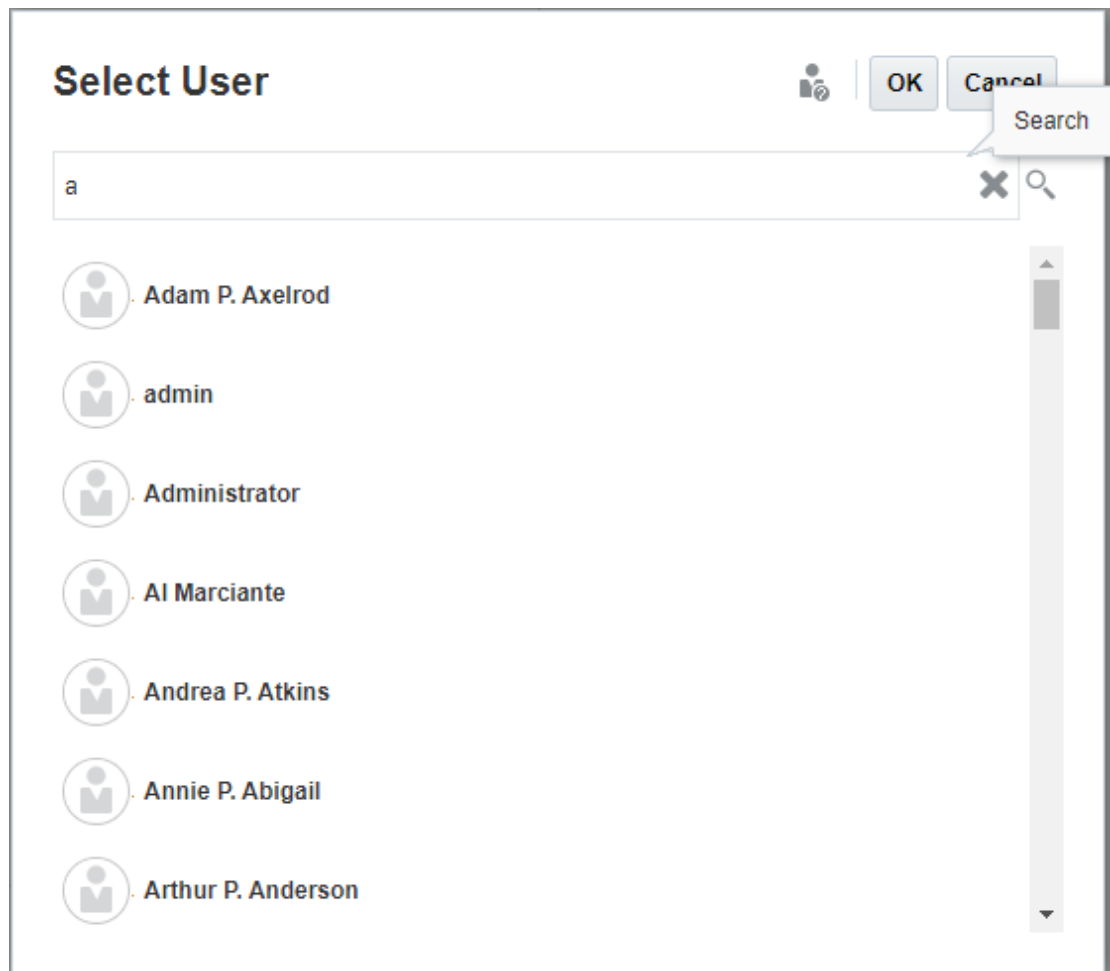 Select User
OK
Cancel
Search
a
Adam P. Axelrod
admin
Administrator
Al Marciante
Andrea P. Atkins
Annie P. Abigail
Arthur P. Anderson